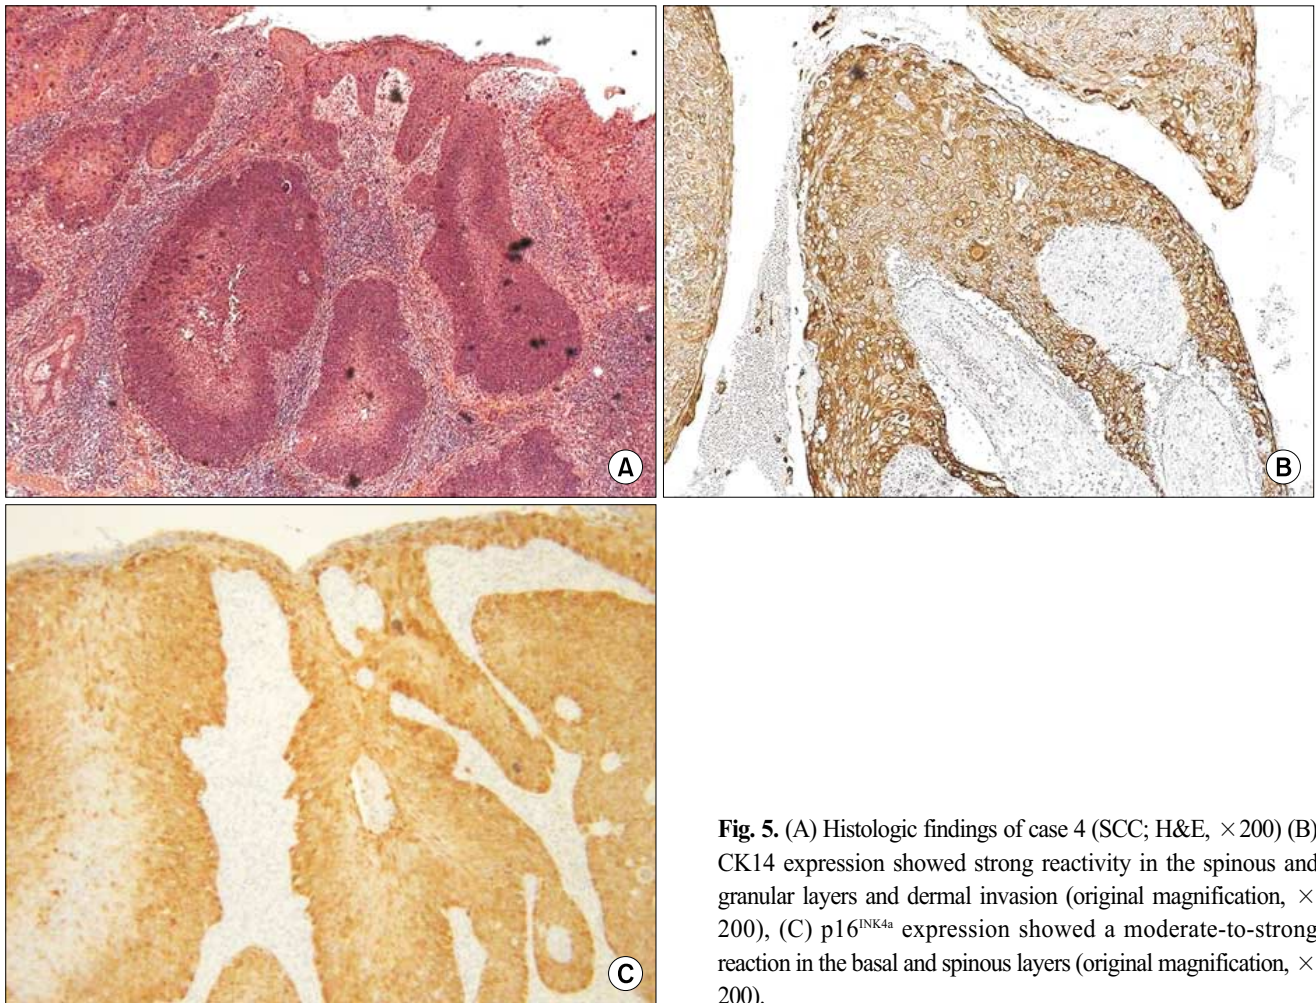 A
B
C
Fig. 5. (A) Histologic findings of case 4 (SCC; H&E, ×200) (B)
CK14 expression showed strong reactivity in the spinous and
granular layers and dermal invasion (original magnification, ×
200), (C) p16INK4a expression showed a moderate-to-strong
reaction in the basal and spinous layers (original magnification, ×
200).